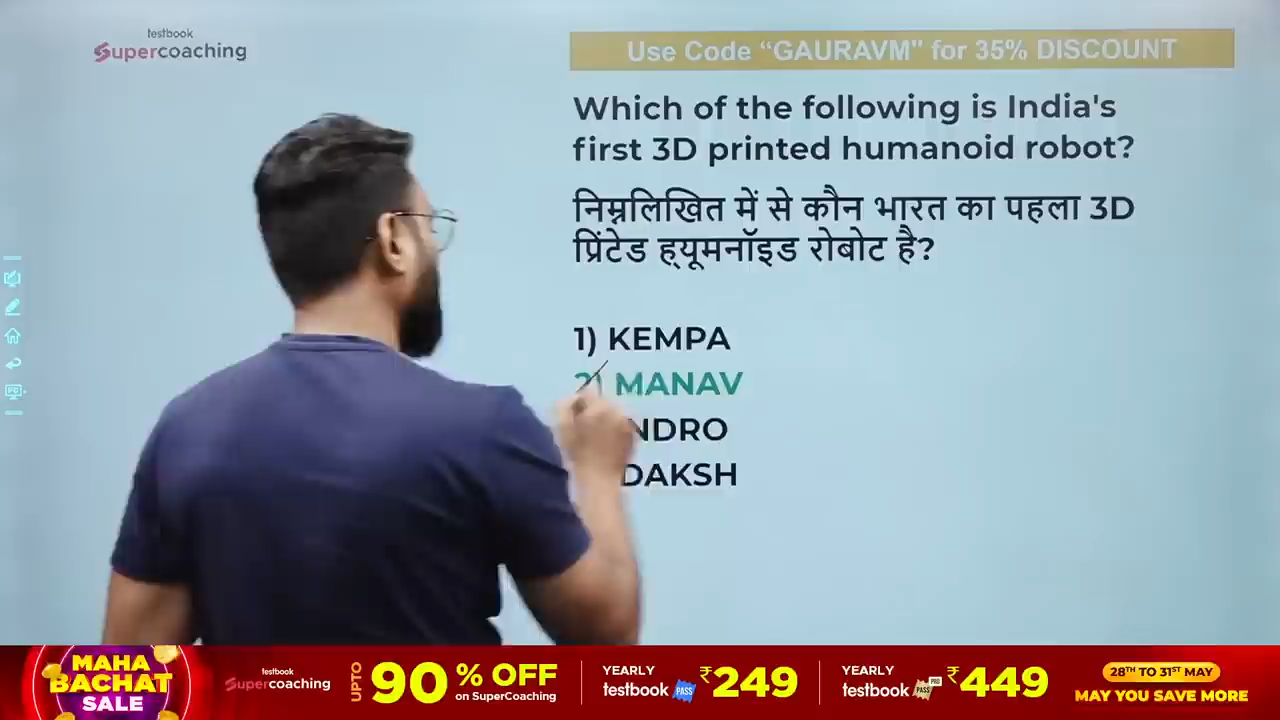 testbook
Supercoaching
Use Code “GAURAVM" for 35% DISCOUNT
Which of the following is India's
first 3D printed humanoid robot?
निम्नलिखित में से कौन भारत का पहला 3D
प्रिंटेड ह्यूमनॉइड रोबोट है?
1) KEMPA
2) MANAV
NDRO
DAKSH
MAHA
BACHAT
SALE
testbook
Supercoaching
UPTO 90 % OFF
on SuperCoaching
YEARLY
testbook PASS ₹249
YEARLY
testbook PASS PRO ₹449
28TH TO 31ST MAY
MAY YOU SAVE MORE